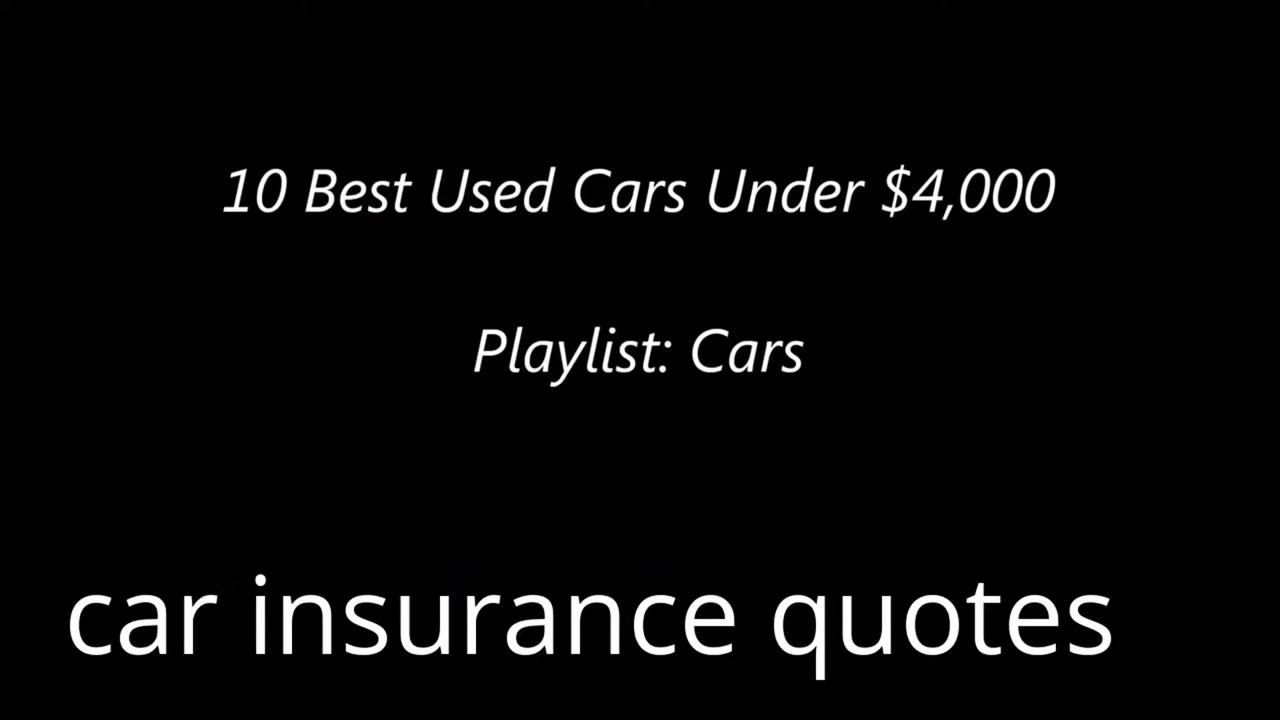 10 Best Used Cars Under $4,000
Playlist: Cars
car insurance quotes